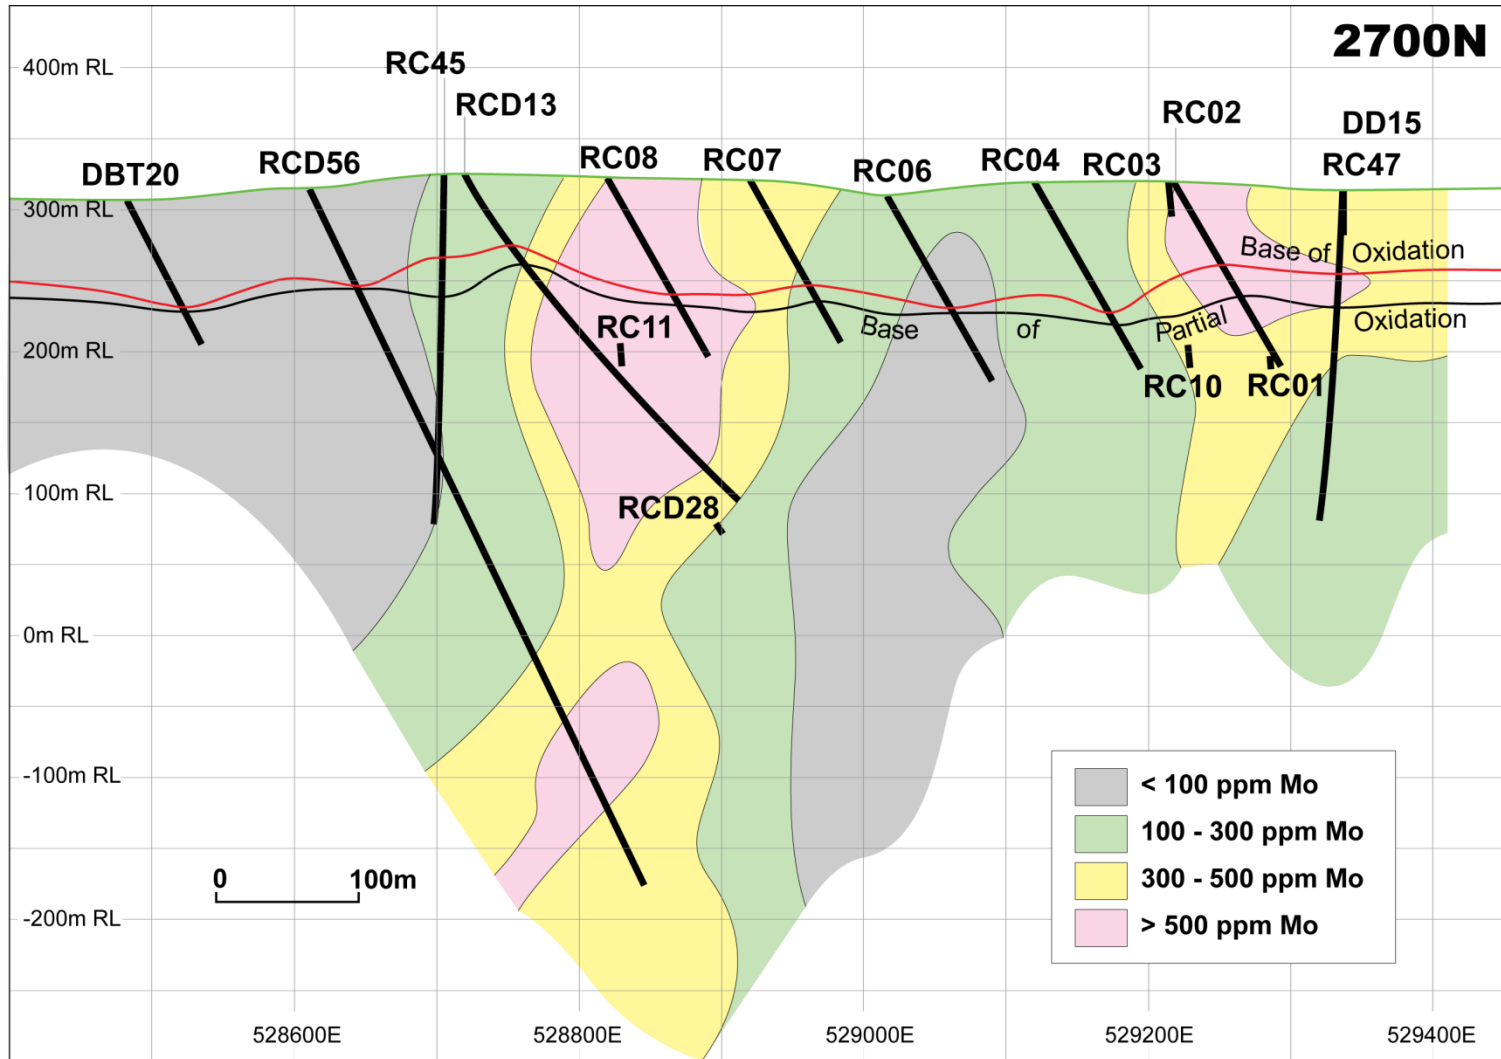 2700N
400m RL
RC45
RCD13
RC02
DD15
DBT20
RCD56
RC08
RC07
RC06
RC04
RC03
RC47
300m RL
Base of Oxidation
Base of Partial Oxidation
RC11
200m RL
RC10
RC01
100m RL
RCD28
0m RL
-100m RL
< 100 ppm Mo
100 - 300 ppm Mo
300 - 500 ppm Mo
> 500 ppm Mo
0 100m
-200m RL
528600E
528800E
529000E
529200E
529400E